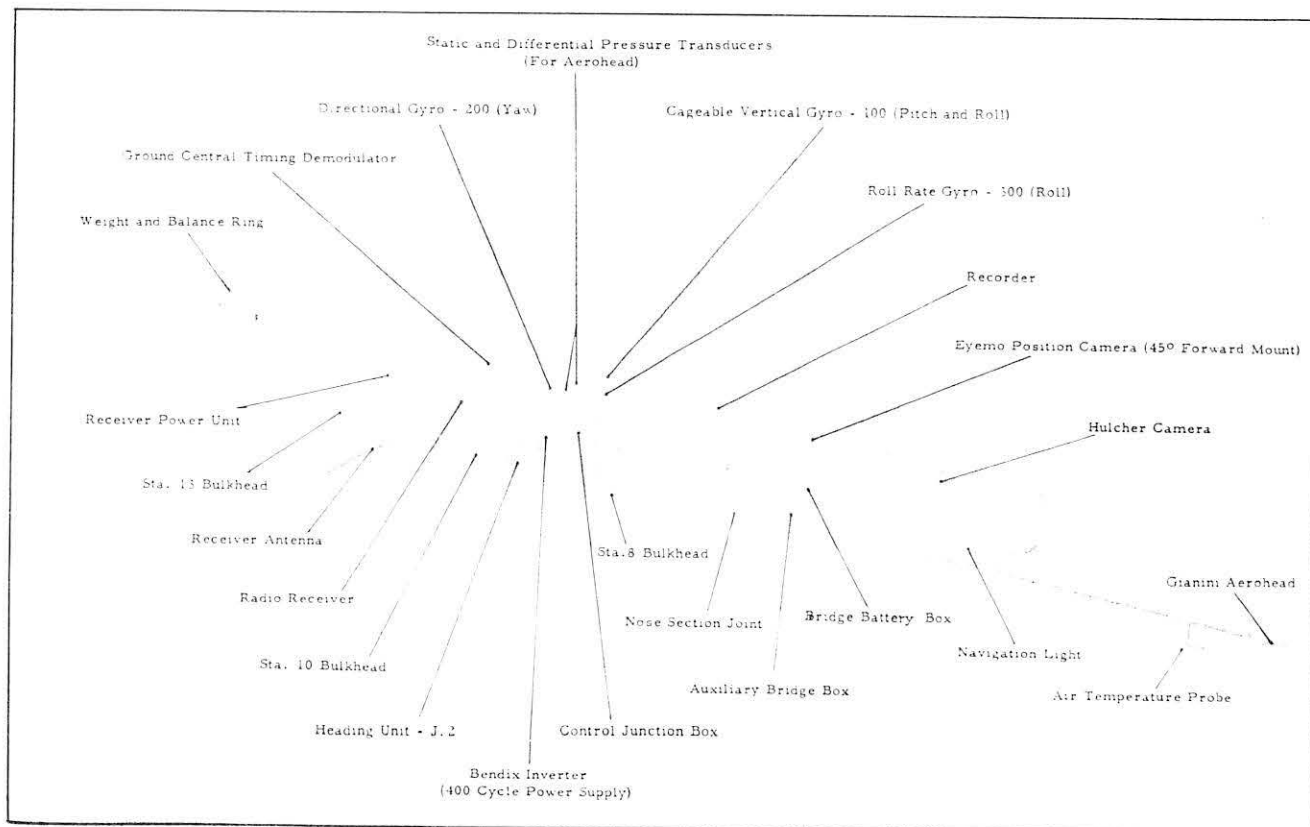 Static and Differential Pressure Transducers
(For Aerohead)
Directional Gyro - 200 (Yaw)
Cageable Vertical Gyro - 100 (Pitch and Roll)
Ground Central Timing Demodulator
Roll Rate Gyro - 300 (Roll)
Weight and Balance Ring
Recorder
Eyemo Position Camera (45º Forward Mount)
Receiver Power Unit
Hulcher Camera
Sta. 13 Bulkhead
Receiver Antenna
Sta.8 Bulkhead
Gianini Aerohead
Radio Receiver
Nose Section Joint
Bridge Battery Box
Navigation Light
Sta. 10 Bulkhead
Auxiliary Bridge Box
Air Temperature Probe
Heading Unit - J.2
Control Junction Box
Bendix Inverter
(400 Cycle Power Supply)